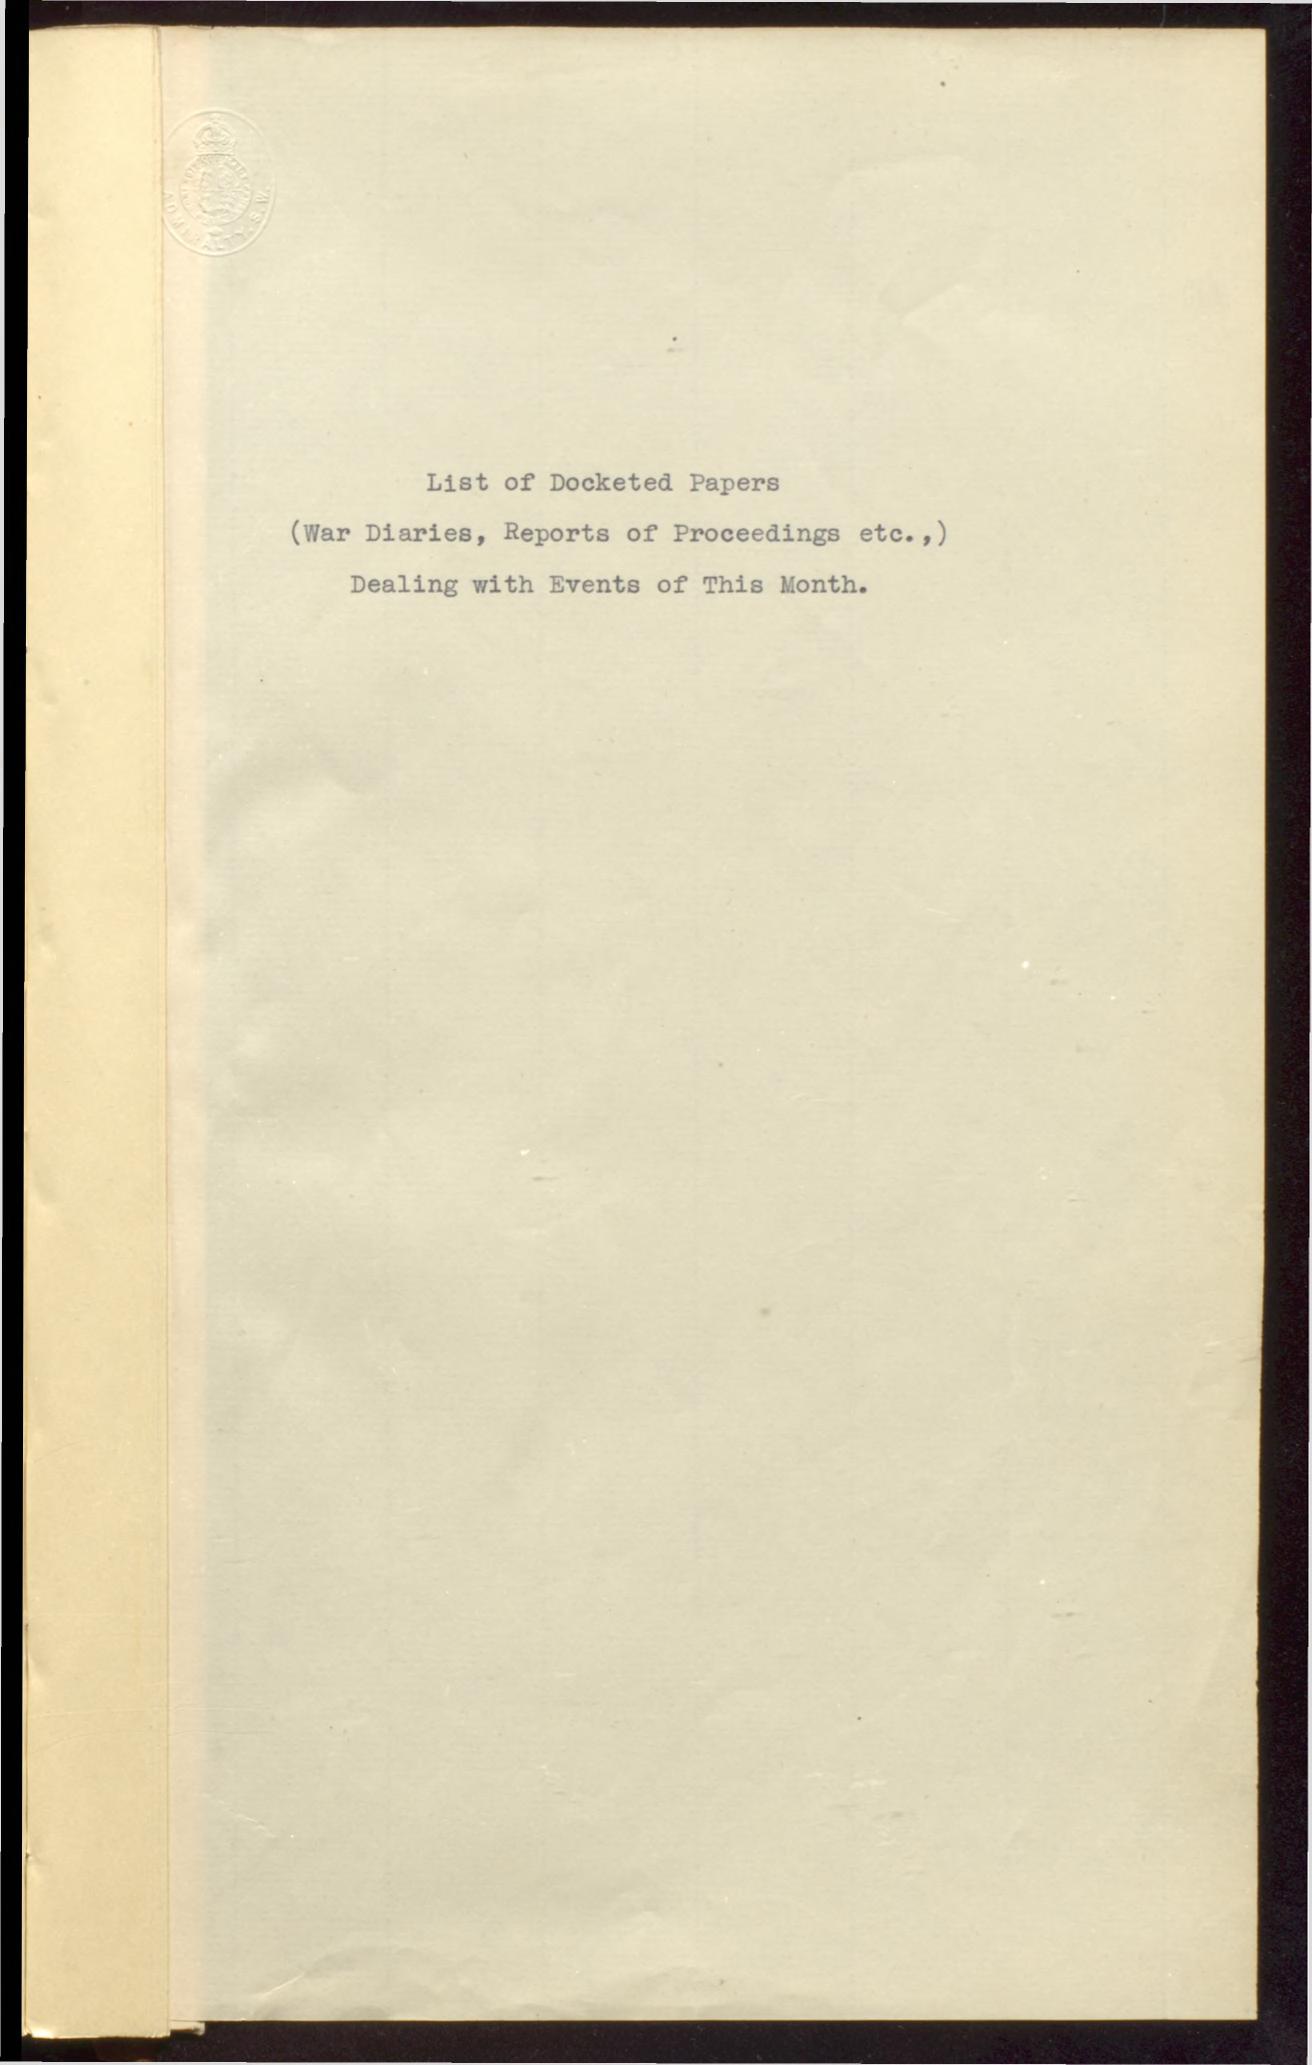 ADMIRALTY. S.W.
List of Docketed Papers
(War Diaries, Reports of Proceedings etc.,)
Dealing with Events of This Month.